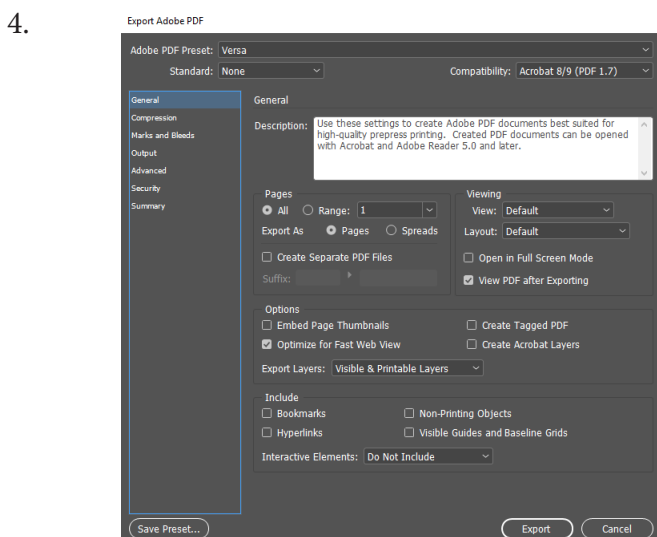 4.
Export Adobe PDF
Adobe PDF Preset: Versa
Standard: None
Compatibility: Acrobat 8/9 (PDF 1.7)
General
Compression
Marks and Bleeds
Output
Advanced
Security
Summary
General
Description: Use these settings to create Adobe PDF documents best suited for
high-quality prepress printing. Created PDF documents can be opened
with Acrobat and Adobe Reader 5.0 and later.
Pages
All Range: 1
Export As Pages Spreads
Create Separate PDF Files
Suffix:
Viewing
View: Default
Layout: Default
Open in Full Screen Mode
View PDF after Exporting
Options
Embed Page Thumbnails
Create Tagged PDF
Optimize for Fast Web View
Create Acrobat Layers
Export Layers: Visible & Printable Layers
Include
Bookmarks
Non-Printing Objects
Hyperlinks
Visible Guides and Baseline Grids
Interactive Elements: Do Not Include
Save Preset...
Export
Cancel